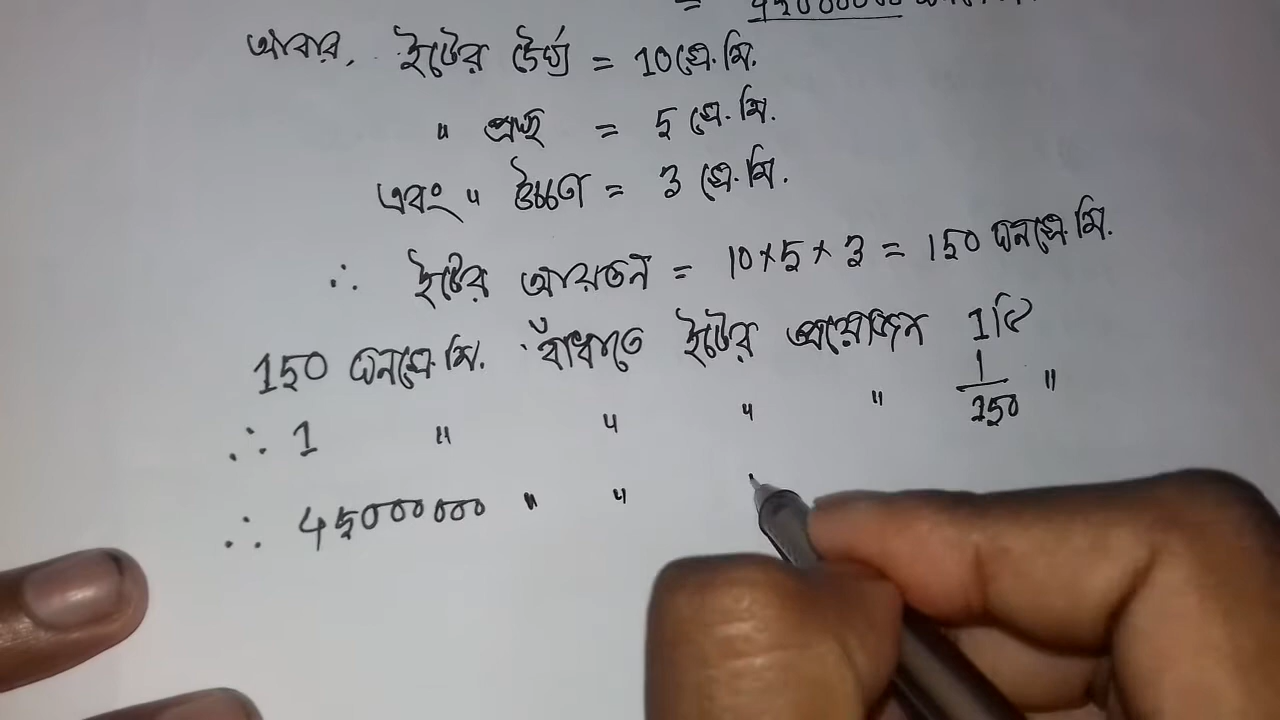 =
আবার, ইটের দৈর্ঘ্য = 10 সে.মি.
" প্রস্থ = 5 সে.মি.
এবং " উচ্চতা = 3 সে.মি.
∴ ইটের আয়তন = 10 × 5 × 3 = 150 ঘনসে.মি.
150 ঘনসে.মি. বাঁধাতে ইটের প্রয়োজন 1টি
∴ 1 " " " " 1/150 "
∴ 45000000 " "